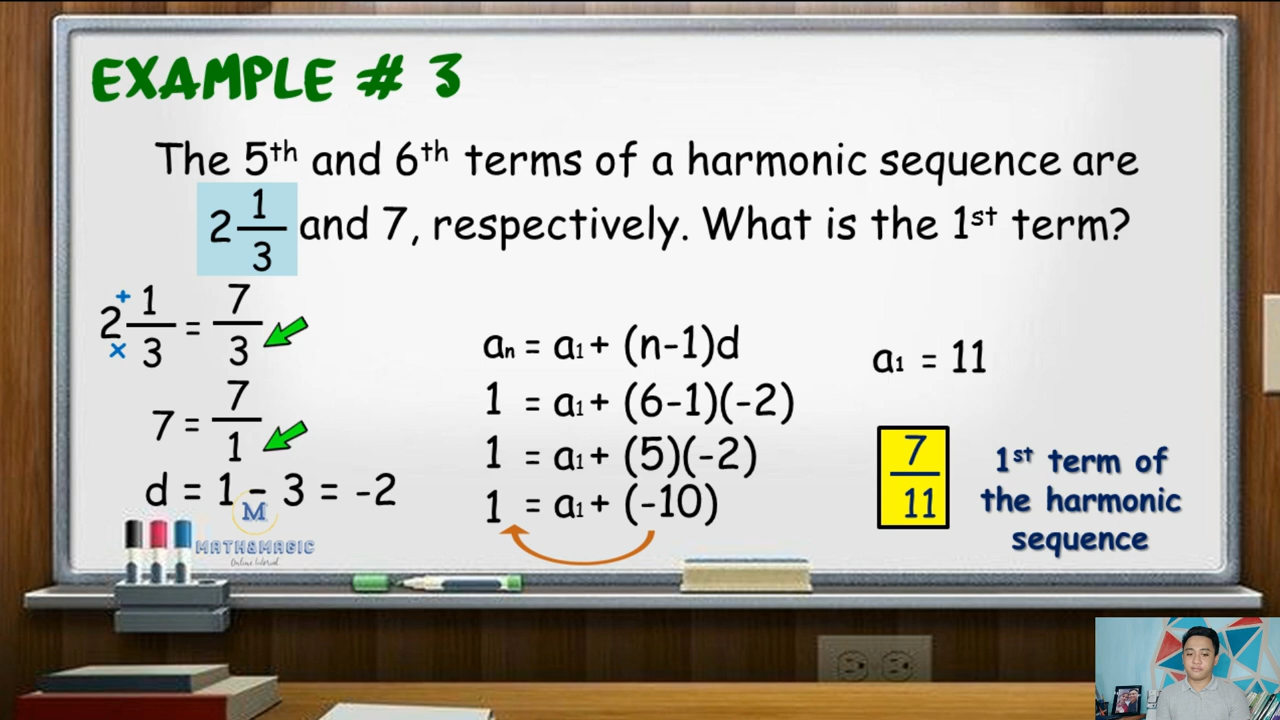 EXAMPLE # 3
The 5th and 6th terms of a harmonic sequence are
2 1/3 and 7, respectively. What is the 1st term?
2 + × 1/3 = 7/3
7 = 7/1
d = 1 - 3 = -2
an = a1 + (n-1)d
1 = a1 + (6-1)(-2)
1 = a1 + (5)(-2)
1 = a1 + (-10)
a1 = 11
7/11
1st term of
the harmonic
sequence
M
MATH&MAGIC
Online tutorial